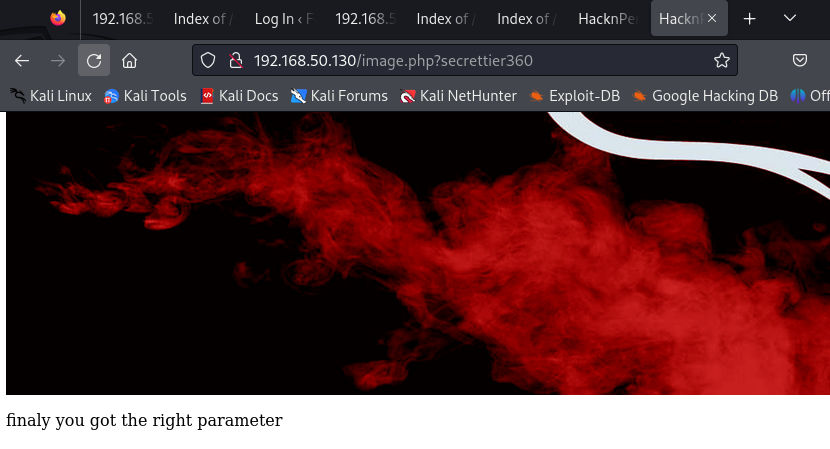 192.168.5
Index of /
Log In ‹ F
192.168.5
Index of /
Index of /
HacknPe
HacknP
192.168.50.130/image.php?secrettier360
Kali Linux
Kali Tools
Kali Docs
Kali Forums
Kali NetHunter
Exploit-DB
Google Hacking DB
Off
finaly you got the right parameter